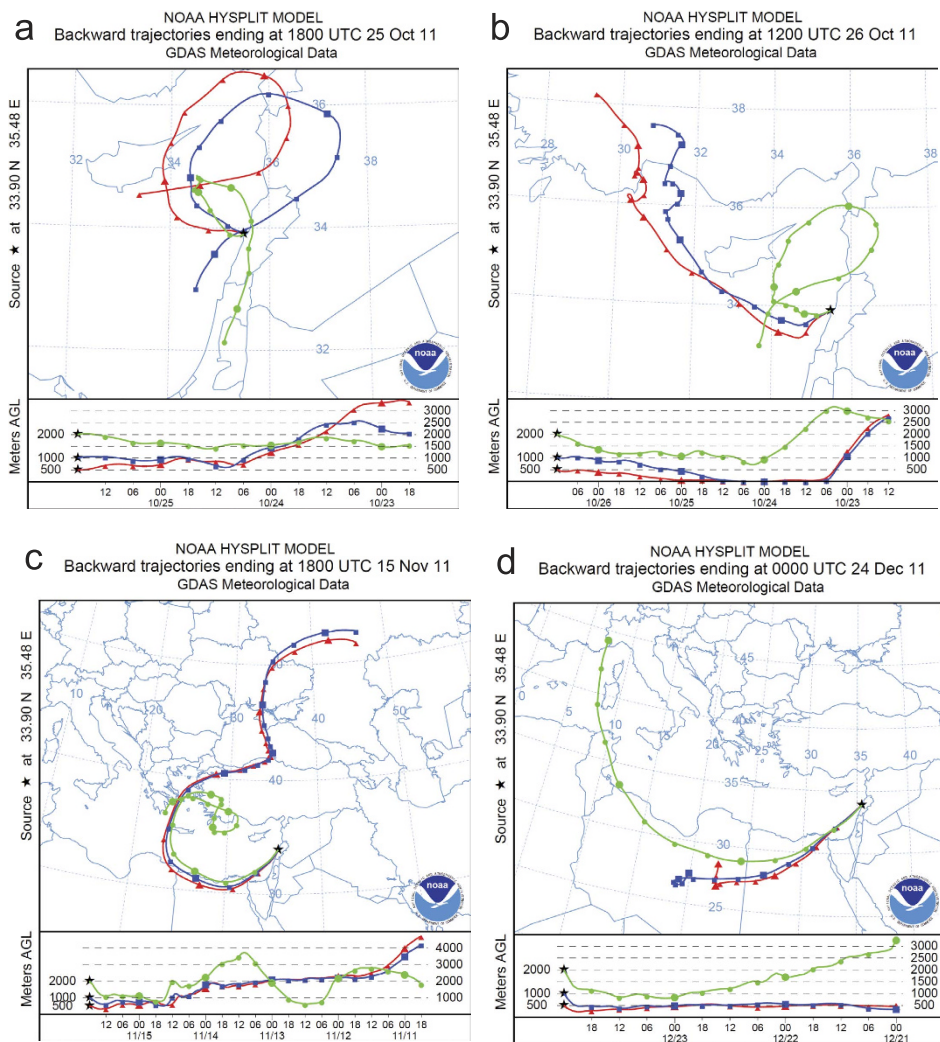 a
NOAA HYSPLIT MODEL
Backward trajectories ending at 1800 UTC 25 Oct 11
GDAS Meteorological Data
Source ★ at 33.90 N 35.48 E
36
32
34
36
38
34
32
noaa
Meters AGL
3000
2500
2000
2000
1500
1000
1000
500
500
12 06 00 18 12 06 00 18 12 06 00 18
10/25 10/24 10/23
b
NOAA HYSPLIT MODEL
Backward trajectories ending at 1200 UTC 26 Oct 11
GDAS Meteorological Data
Source ★ at 33.90 N 35.48 E
38
28
30
32
34
36
38
36
noaa
Meters AGL
3000
2500
2000
2000
1500
1000
1000
500
500
06 00 18 12 06 00 18 12 06 00 18 12
10/26 10/25 10/24 10/23
c
NOAA HYSPLIT MODEL
Backward trajectories ending at 1800 UTC 15 Nov 11
GDAS Meteorological Data
Source ★ at 33.90 N 35.48 E
10
20
30
40
50
40
noaa
Meters AGL
4000
3000
2000
2000
1000
1000
500
12 06 00 18 12 06 00 18 12 06 00 18 12 06 00 18
11/15 11/14 11/13 11/12 11/11
d
NOAA HYSPLIT MODEL
Backward trajectories ending at 0000 UTC 24 Dec 11
GDAS Meteorological Data
Source ★ at 33.90 N 35.48 E
45
0
5
10
15
20
25
30
35
40
40
35
30
25
noaa
Meters AGL
3000
2500
2000
2000
1500
1000
1000
500
500
18 12 06 00 18 12 06 00 18 12 06 00
12/23 12/22 12/21